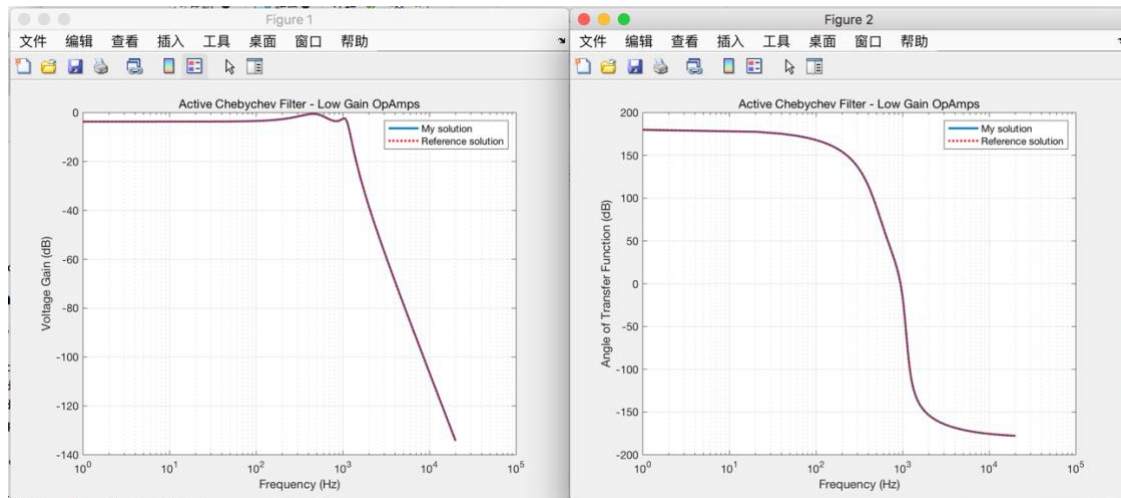 Figure 1
文件 编辑 查看 插入 工具 桌面 窗口 帮助
Active Chebychev Filter - Low Gain OpAmps
My solution
Reference solution
Voltage Gain (dB)
0
-20
-40
-60
-80
-100
-120
-140
10⁰ 10¹ 10² 10³ 10⁴ 10⁵
Frequency (Hz)
Figure 2
文件 编辑 查看 插入 工具 桌面 窗口 帮助
Active Chebychev Filter - Low Gain OpAmps
My solution
Reference solution
Angle of Transfer Function (dB)
200
150
100
50
0
-50
-100
-150
-200
10⁰ 10¹ 10² 10³ 10⁴ 10⁵
Frequency (Hz)